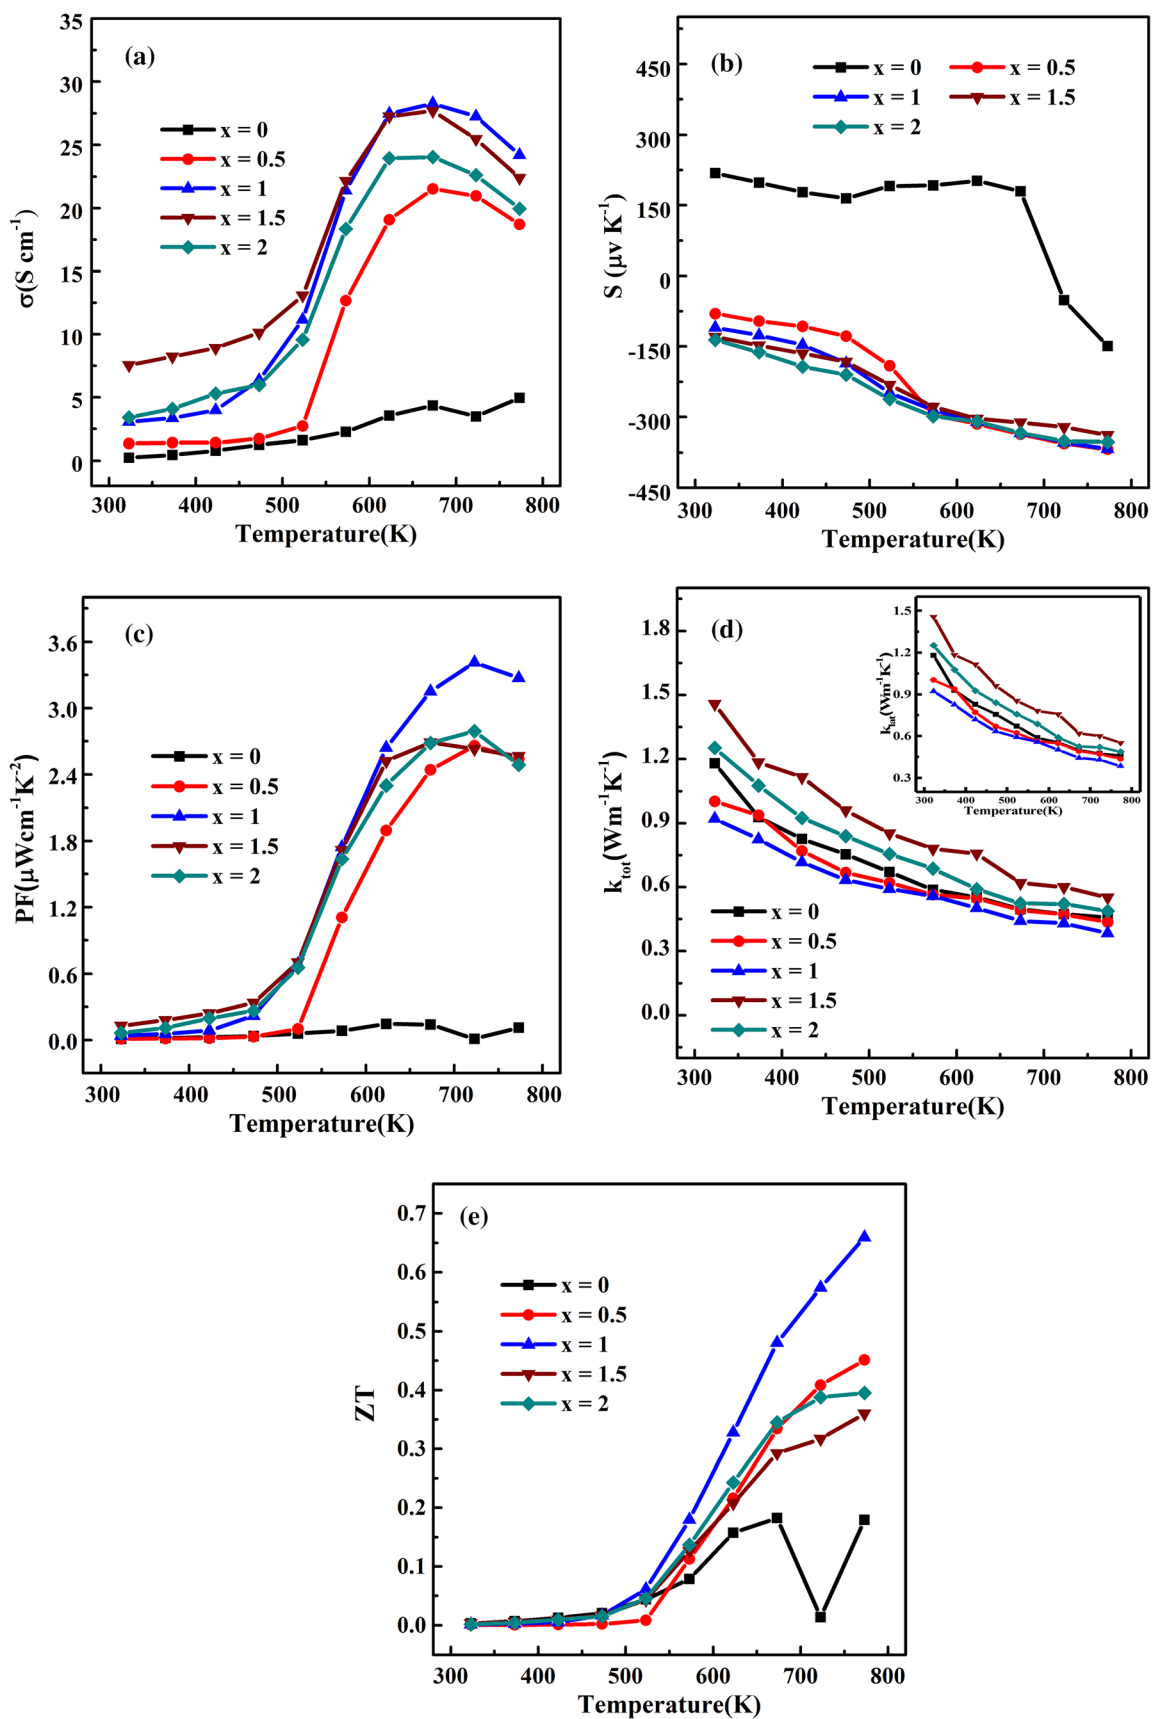 (a)
35
30
25
20
15
10
5
0
σ(S cm-1)
x = 0
x = 0.5
x = 1
x = 1.5
x = 2
300 400 500 600 700 800
Temperature(K)
(b)
450
300
150
0
-150
-300
-450
S (μv K-1)
x = 0 x = 0.5
x = 1 x = 1.5
x = 2
300 400 500 600 700 800
Temperature(K)
(c)
3.6
3.0
2.4
1.8
1.2
0.6
0.0
PF(μWcm-1K-2)
x = 0
x = 0.5
x = 1
x = 1.5
x = 2
300 400 500 600 700 800
Temperature(K)
(d)
1.8
1.5
1.2
0.9
0.6
0.3
0.0
ktot(Wm-1K-1)
1.5
1.2
0.9
0.6
0.3
klat(Wm-1K-1)
300 400 500 600 700 800
Temperature(K)
x = 0
x = 0.5
x = 1
x = 1.5
x = 2
300 400 500 600 700 800
Temperature(K)
(e)
0.7
0.6
0.5
0.4
0.3
0.2
0.1
0.0
ZT
x = 0
x = 0.5
x = 1
x = 1.5
x = 2
300 400 500 600 700 800
Temperature(K)